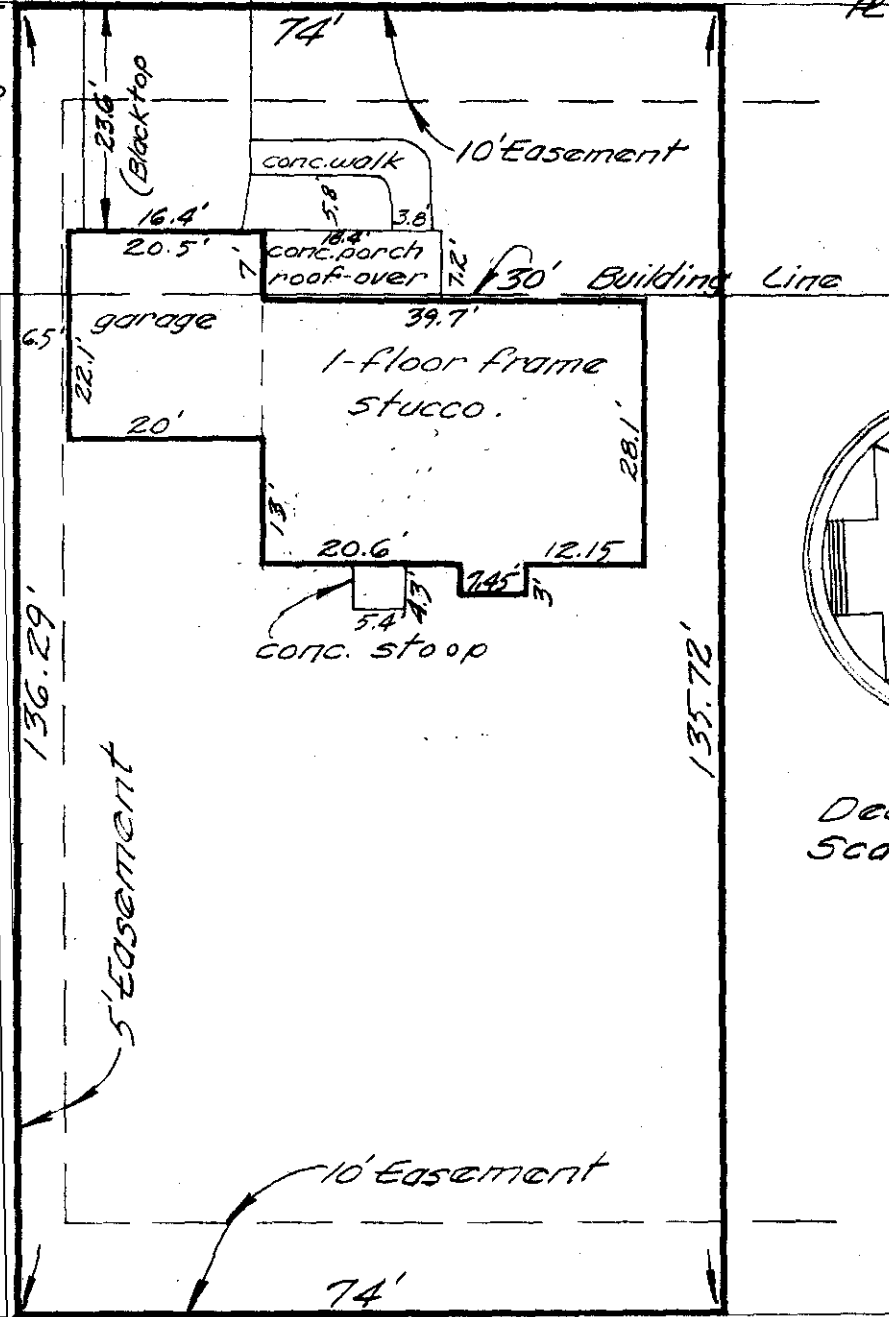 74'
23.6'
(Blacktop
10' Easement
conc. walk
5.8'
3.8'
16.4'
20.5'
7'
18.4'
conc. porch
roof-over
7.2'
30' Building Line
39.7'
6.5'
garage
22.1'
1-floor frame
stucco.
20'
28.1'
13'
20.6'
12.15
7.45'
3'
4.3'
5.4
conc. stoop
136.29'
135.72'
5' Easement
10' Easement
74'